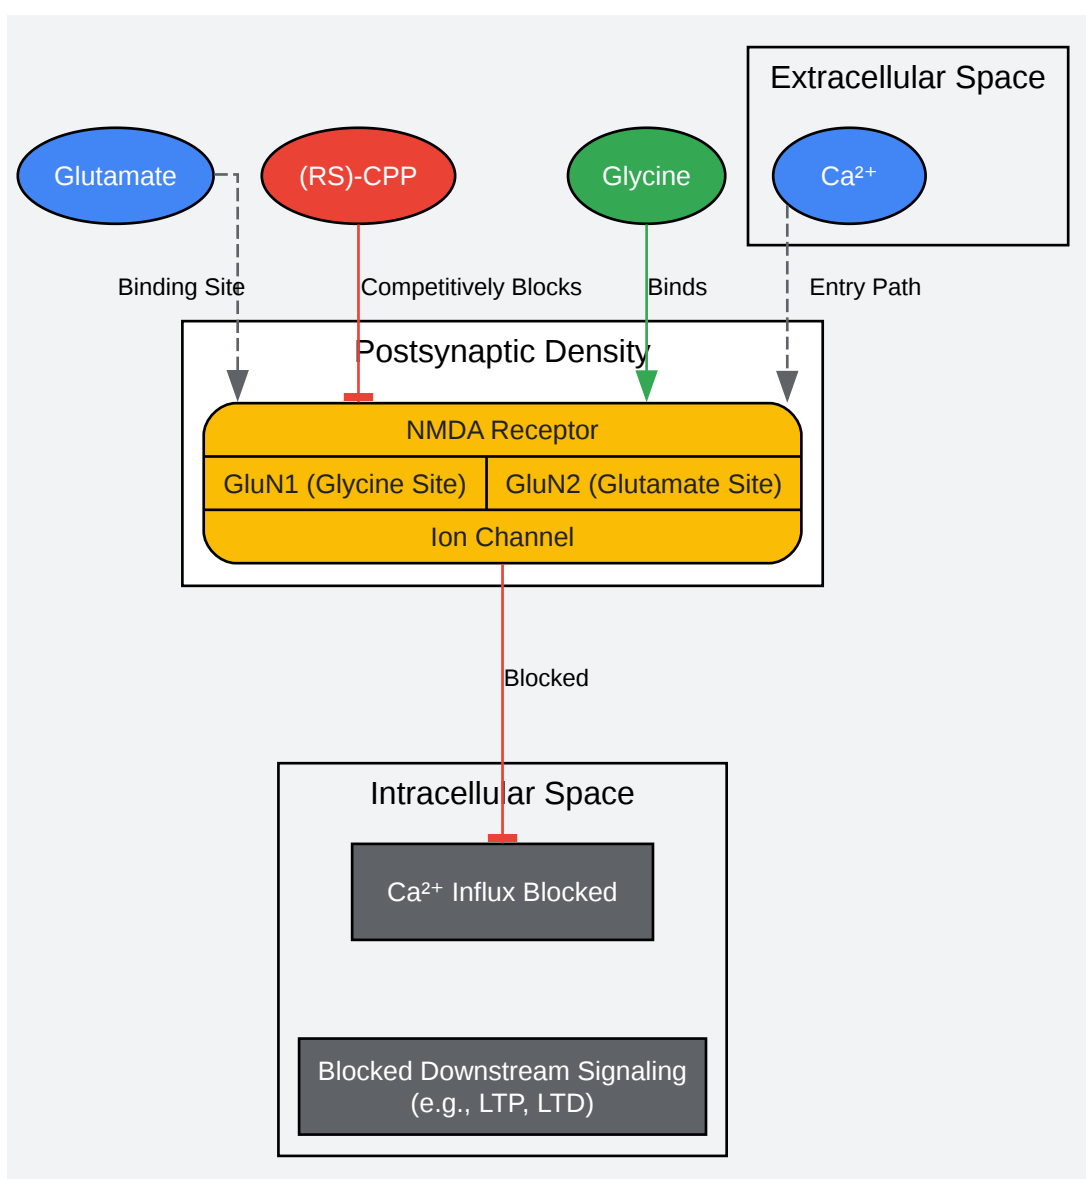 Extracellular Space
Glutamate
(RS)-CPP
Glycine
Ca²⁺
Binding Site
Competitively Blocks
Binds
Entry Path
Postsynaptic Density
NMDA Receptor
GluN1 (Glycine Site)
GluN2 (Glutamate Site)
Ion Channel
Blocked
Intracellular Space
Ca²⁺ Influx Blocked
Blocked Downstream Signaling
(e.g., LTP, LTD)